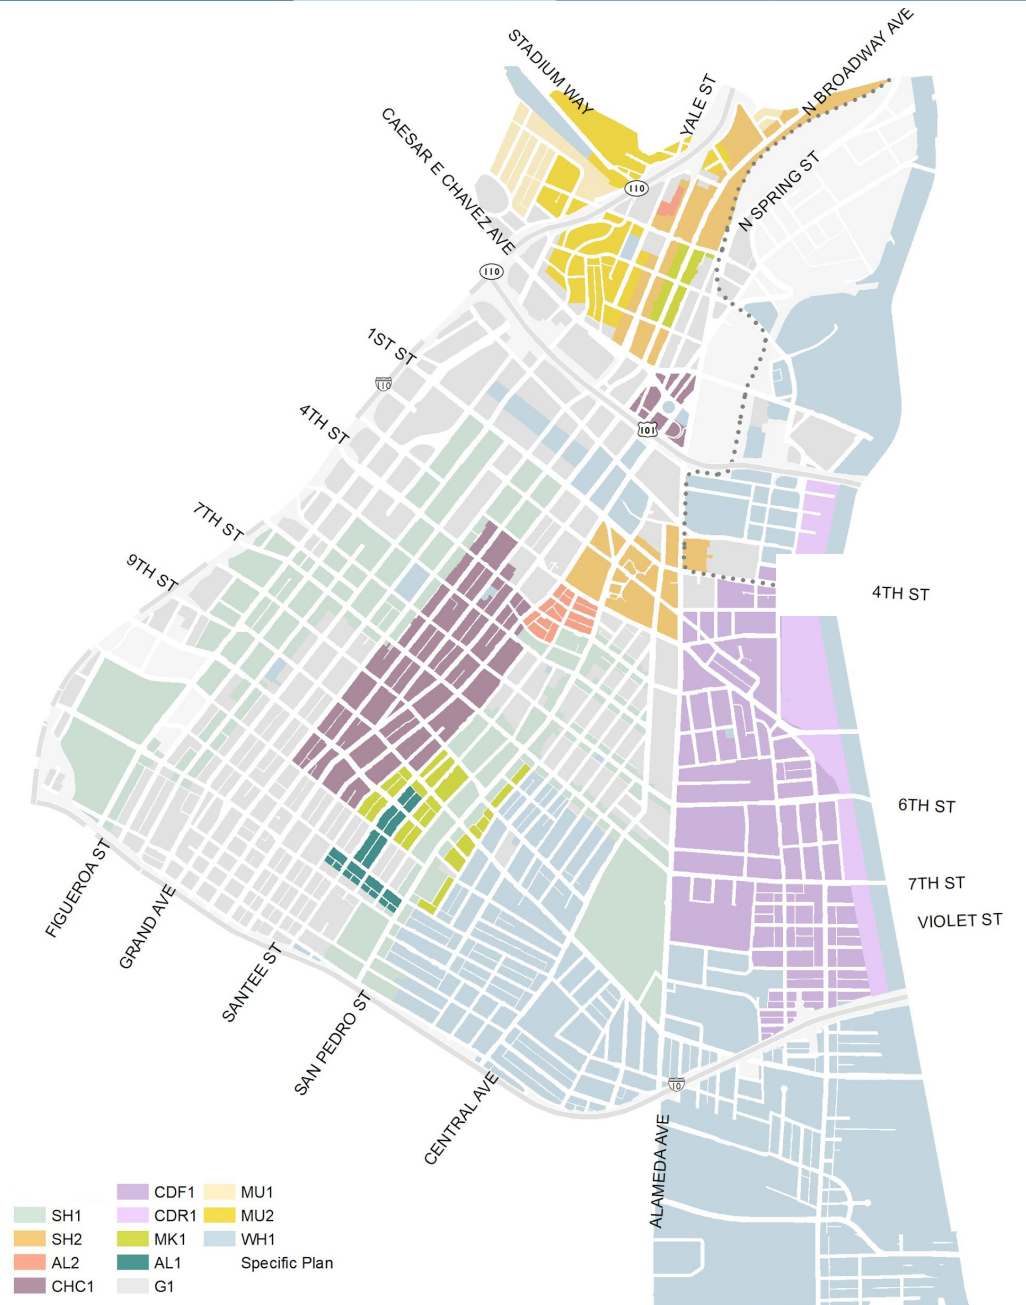 STADIUM WAY
YALE ST
N BROADWAY AVE
CAESAR E CHAVEZ AVE
110
N SPRING ST
110
1ST ST
110
4TH ST
101
7TH ST
9TH ST
4TH ST
6TH ST
7TH ST
VIOLET ST
FIGUEROA ST
GRAND AVE
SANTEE ST
SAN PEDRO ST
CENTRAL AVE
10
ALAMEDA AVE
CDF1 MU1
SH1 CDR1 MU2
SH2 MK1 WH1
AL2 AL1 Specific Plan
CHC1 G1